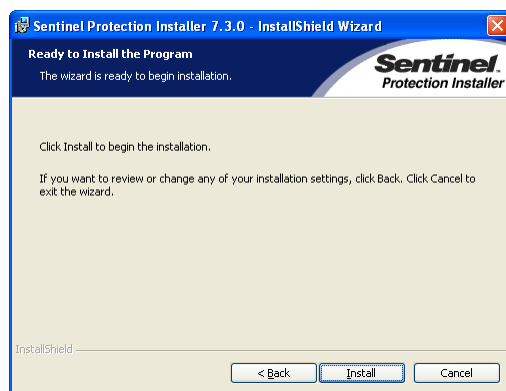 Sentinel Protection Installer 7.3.0 - InstallShield Wizard
Ready to Install the Program
The wizard is ready to begin installation.
Sentinel.
Protection Installer
Click Install to begin the installation.
If you want to review or change any of your installation settings, click Back. Click Cancel to
exit the wizard.
InstallShield
< Back
Install
Cancel